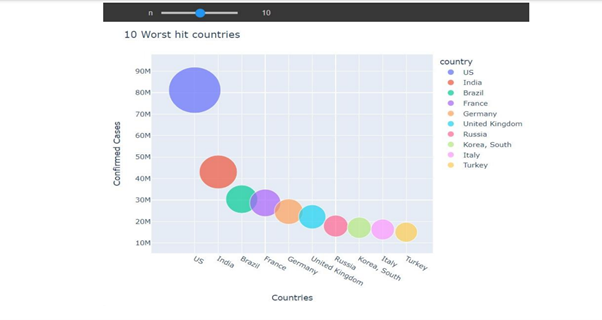 n 10
10 Worst hit countries
country
US
India
Brazil
France
Germany
United Kingdom
Russia
Korea, South
Italy
Turkey
Confirmed Cases
90M
80M
70M
60M
50M
40M
30M
20M
10M
US
India
Brazil
France
Germany
United Kingdom
Russia
Korea, South
Italy
Turkey
Countries